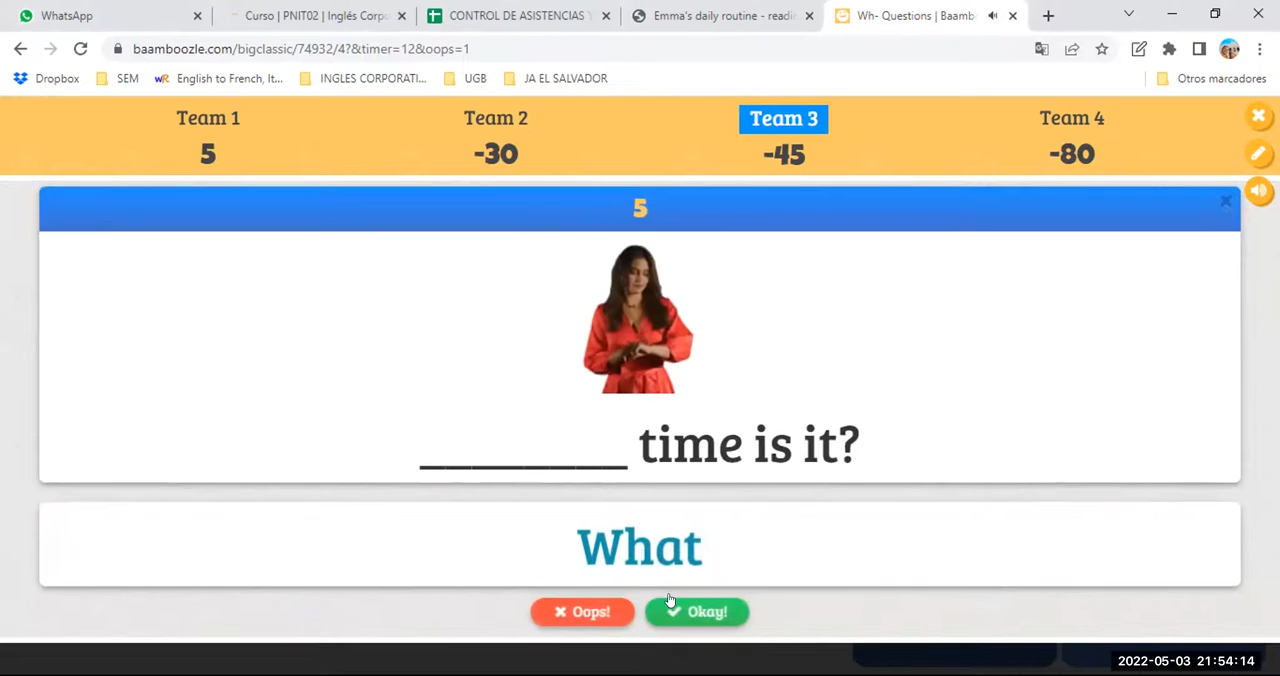 WhatsApp
Curso | PNIT02 | Inglés Corpo
CONTROL DE ASISTENCIAS Y
Emma's daily routine - readi
Wh- Questions | Baamb
baamboozle.com/bigclassic/74932/4?&timer=12&oops=1
Dropbox
SEM
English to French, It...
INGLES CORPORATI...
UGB
JA EL SALVADOR
Otros marcadores
Team 1
Team 2
Team 3
Team 4
5
-30
-45
-80
5
________ time is it?
What
Oops!
Okay!
2022-05-03 21:54:14